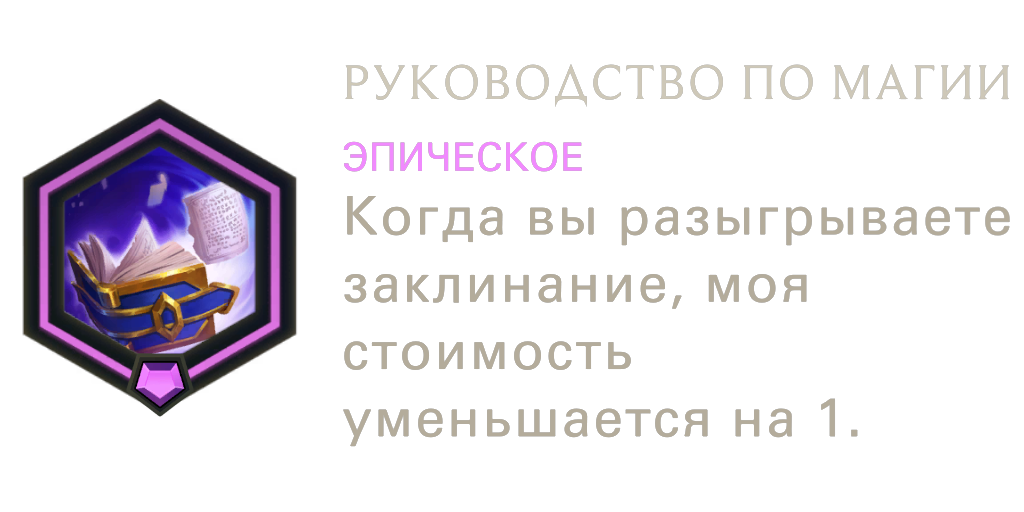 РУКОВОДСТВО ПО МАГИИ
ЭПИЧЕСКОЕ
Когда вы разыгрываете
заклинание, моя
стоимость
уменьшается на 1.